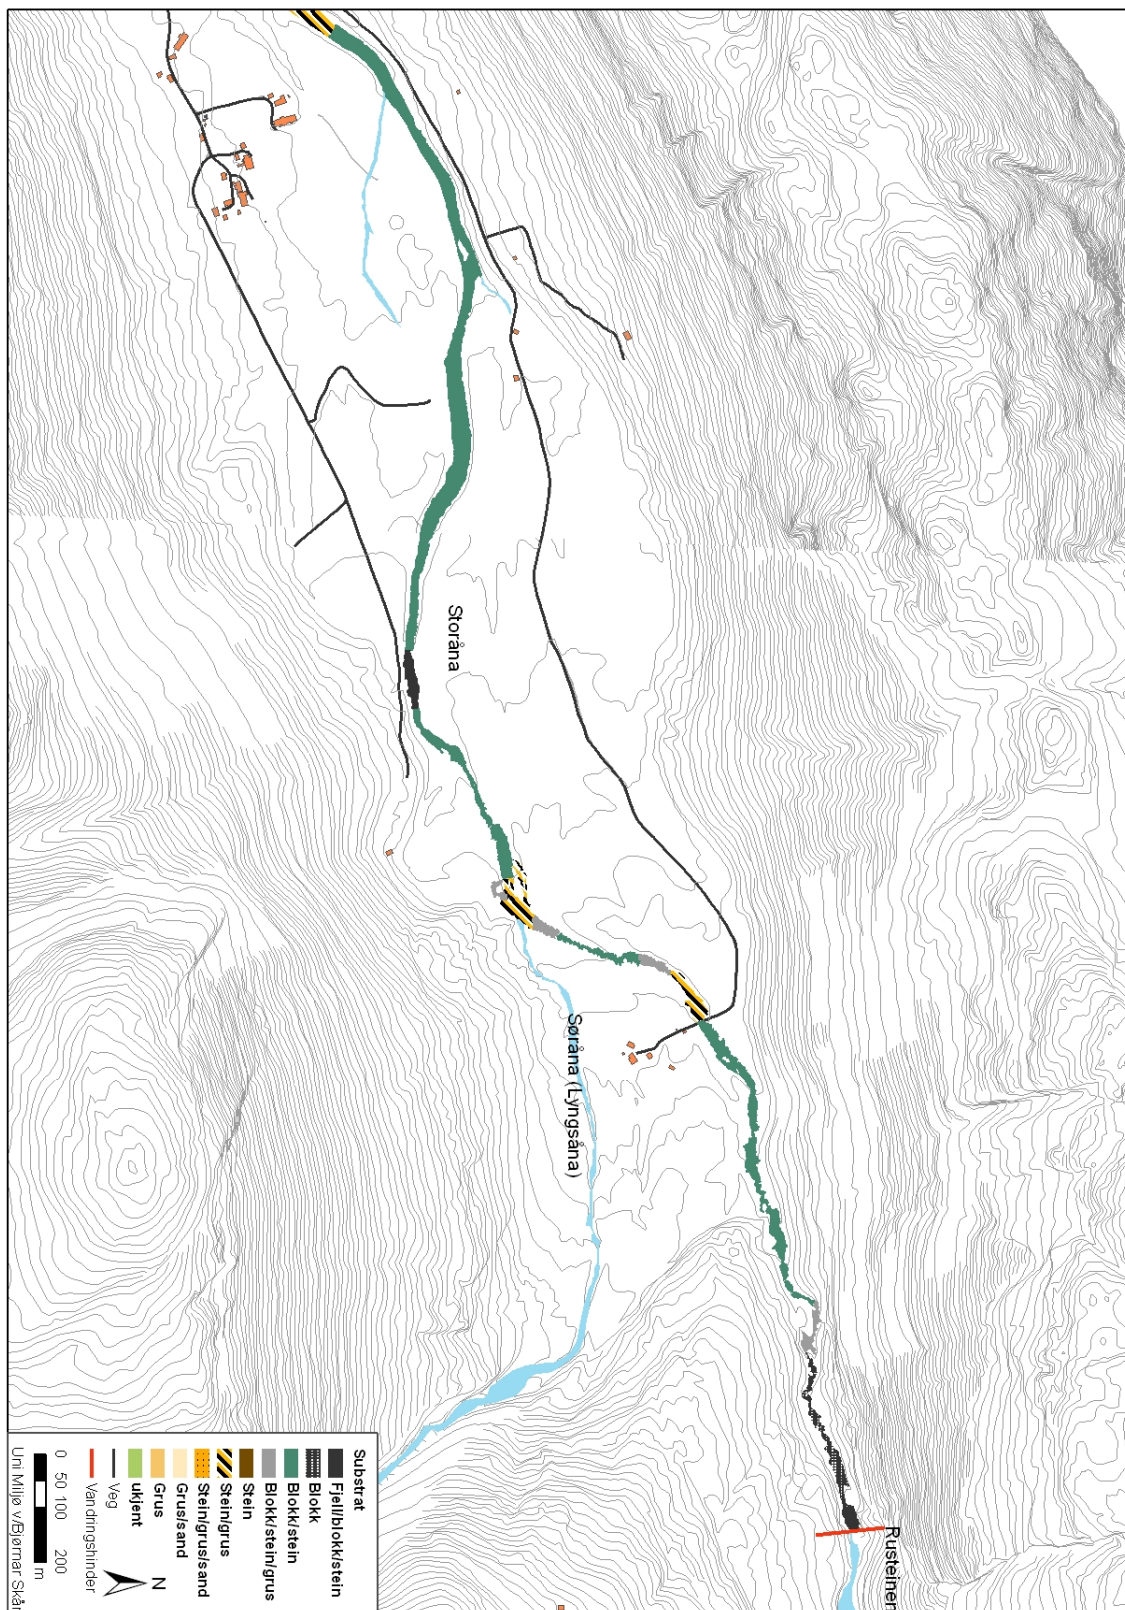 Storåna
Søråna (Lyngsåna)
Rusteinen
Substrat
Fjell/blokk/stein
Blokk
Blokk/stein
Blokk/stein/grus
Stein
Stein/grus
Stein/grus/sand
Grus/sand
Grus
ukjent
Veg
Vandringshinder
N
0 50 100 200
m
Uni Miljø v/Bjørnar Skår